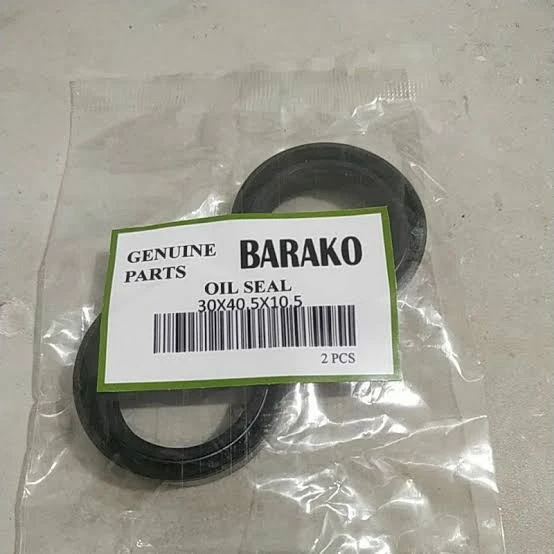 GENUINE PARTS
BARAKO
OIL SEAL
30X40.5X10.5
2 PCS